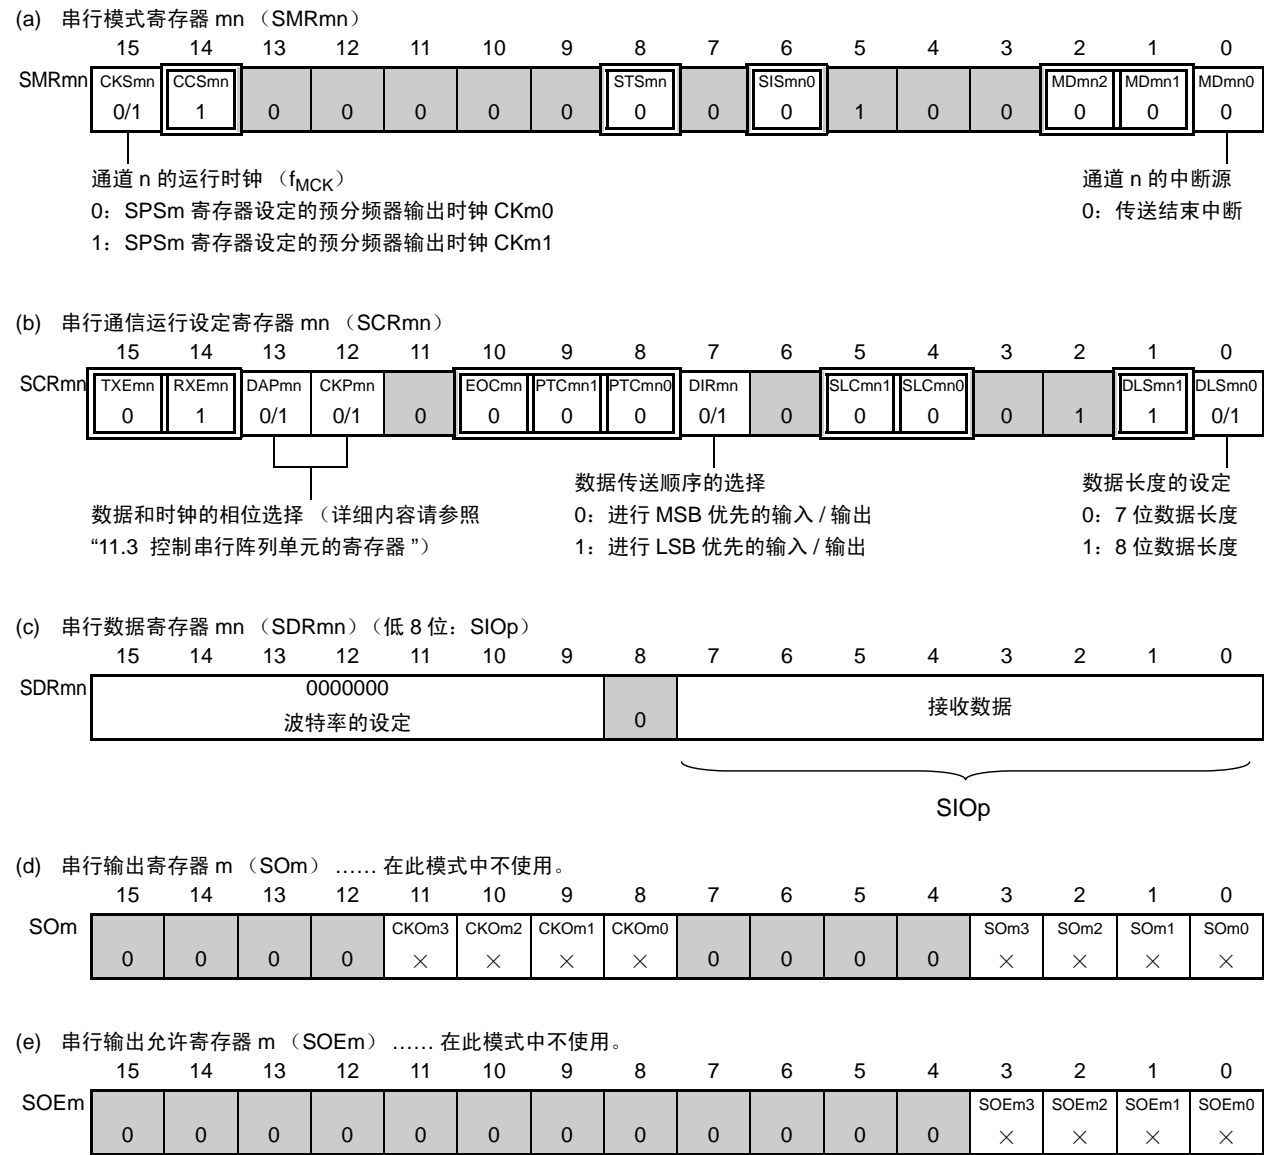 (a) 串行模式寄存器 mn （SMRmn）
15 14 13 12 11 10 9 8 7 6 5 4 3 2 1 0
SMRmn CKSmn CCSmn STSmn SISmn0 MDmn2 MDmn1 MDmn0
0/1 1 0 0 0 0 0 0 0 0 1 0 0 0 0 0
通道 n 的运行时钟 （fMCK） 通道 n 的中断源
0：SPSm 寄存器设定的预分频器输出时钟 CKm0 0：传送结束中断
1：SPSm 寄存器设定的预分频器输出时钟 CKm1
(b) 串行通信运行设定寄存器 mn （SCRmn）
15 14 13 12 11 10 9 8 7 6 5 4 3 2 1 0
SCRmn TXEmn RXEmn DAPmn CKPmn EOCmn PTCmn1 PTCmn0 DIRmn SLCmn1 SLCmn0 DLSmn1 DLSmn0
0 1 0/1 0/1 0 0 0 0 0/1 0 0 0 0 1 1 0/1
数据传送顺序的选择 数据长度的设定
数据和时钟的相位选择 （详细内容请参照 0：进行 MSB 优先的输入 / 输出 0：7 位数据长度
“11.3 控制串行阵列单元的寄存器 ”） 1：进行 LSB 优先的输入 / 输出 1：8 位数据长度
(c) 串行数据寄存器 mn （SDRmn）（低 8 位：SIOp）
15 14 13 12 11 10 9 8 7 6 5 4 3 2 1 0
SDRmn 0000000
波特率的设定 0 接收数据
SIOp
(d) 串行输出寄存器 m （SOm） …… 在此模式中不使用。
15 14 13 12 11 10 9 8 7 6 5 4 3 2 1 0
SOm CKOm3 CKOm2 CKOm1 CKOm0 SOm3 SOm2 SOm1 SOm0
0 0 0 0 × × × × 0 0 0 0 × × × ×
(e) 串行输出允许寄存器 m （SOEm） …… 在此模式中不使用。
15 14 13 12 11 10 9 8 7 6 5 4 3 2 1 0
SOEm SOEm3 SOEm2 SOEm1 SOEm0
0 0 0 0 0 0 0 0 0 0 0 0 × × × ×